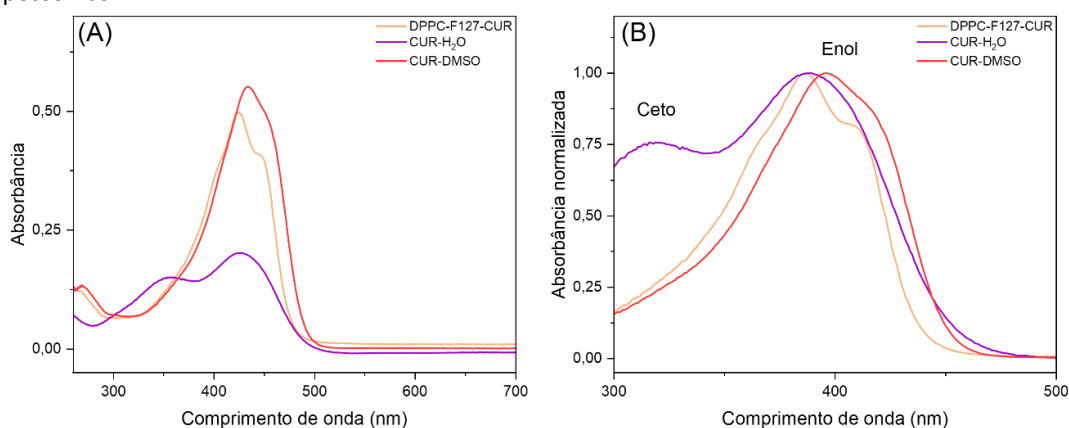 (A)
DPPC-F127-CUR
CUR-H₂O
CUR-DMSO
0,50
0,25
0,00
Absorbância
300
400
500
600
700
Comprimento de onda (nm)
(B)
Enol
Ceto
DPPC-F127-CUR
CUR-H₂O
CUR-DMSO
1,00
0,75
0,50
0,25
0,00
Absorbância normalizada
300
400
500
Comprimento de onda (nm)